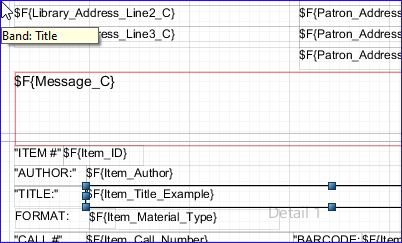 $F{Library_Address_Line2_C} $F{Patron_Address
Band: Title _Address_Line3_C} $F{Patron_Address
$F{Patron_Address
$F{Message_C}
"ITEM #" $F{Item_ID}
"AUTHOR:" $F{Item_Author}
"TITLE:" $F{Item_Title_Example}
FORMAT: $F{Item_Material_Type} Detail 1
"CALL #" $F{Item_Call_Number "BARCODE: $F{Item